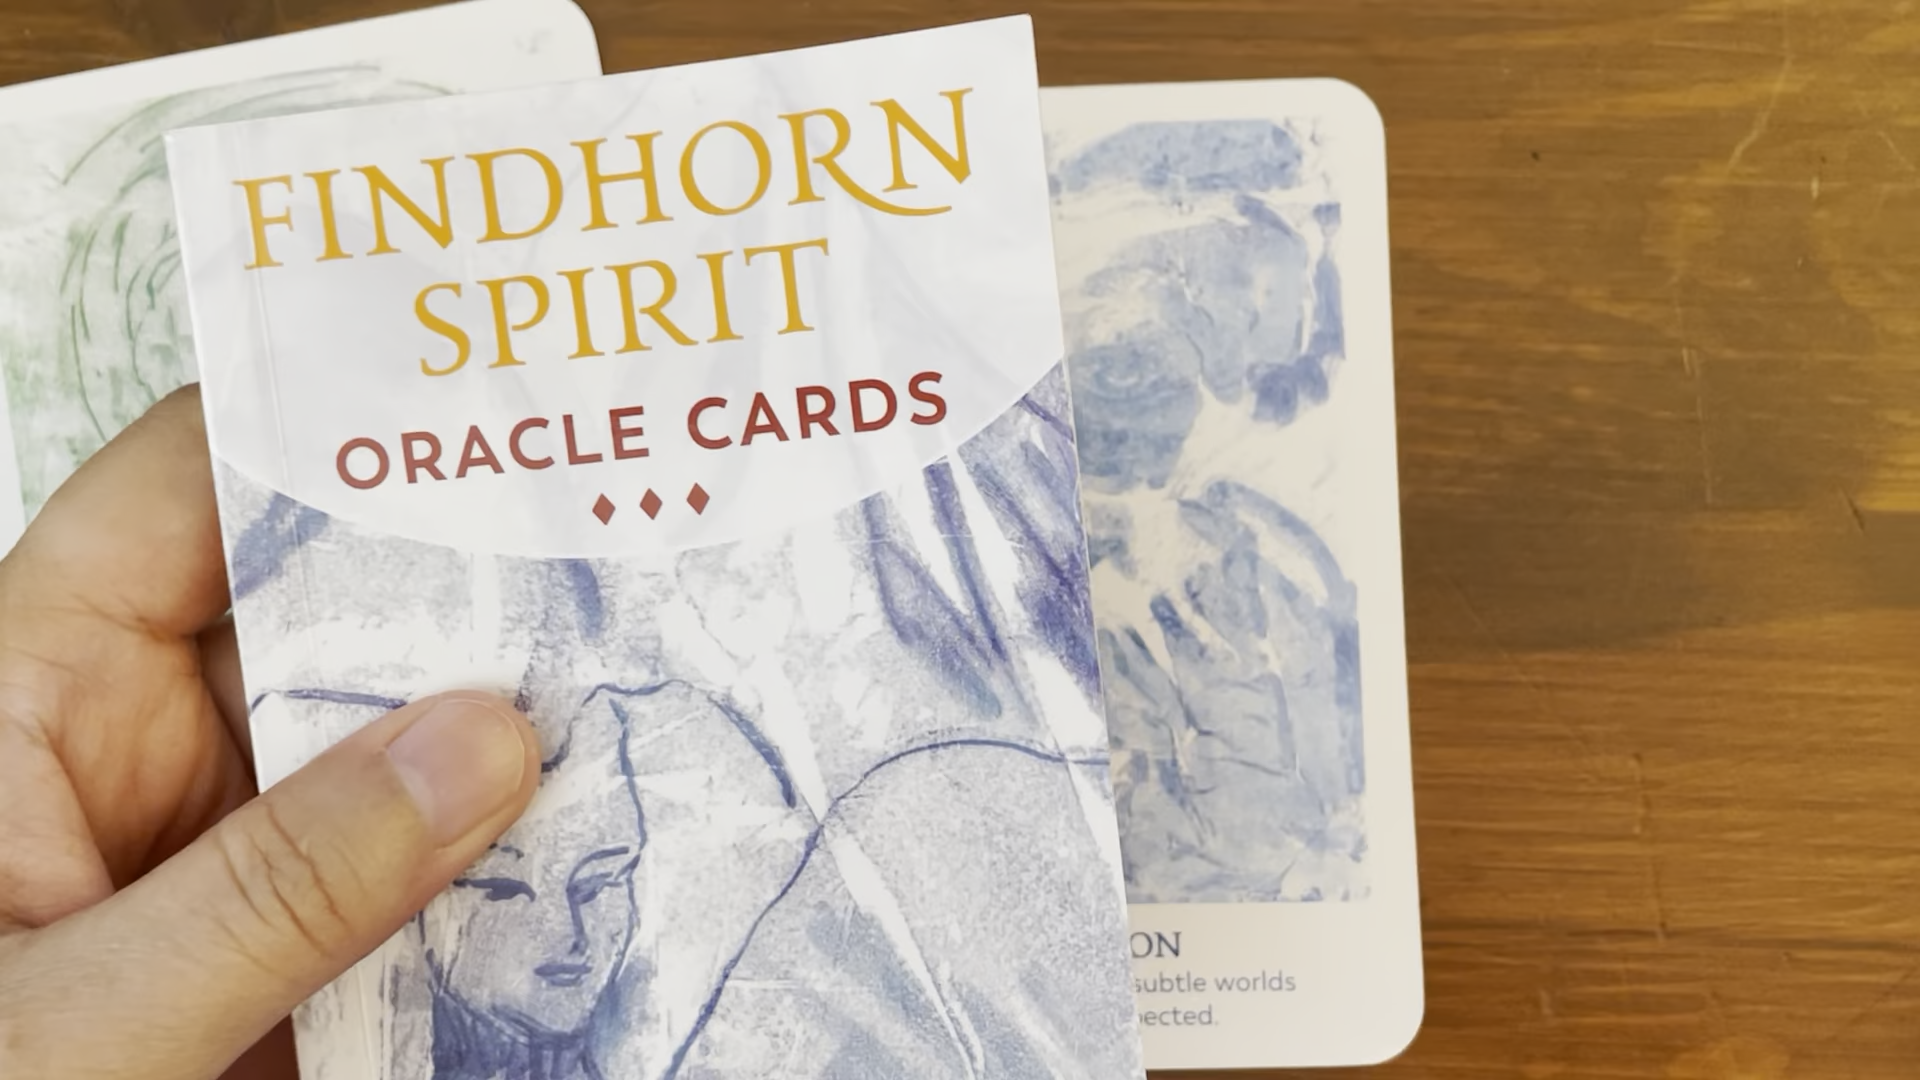 FINDHORN
SPIRIT
ORACLE CARDS
ON
subtle worlds
ected.